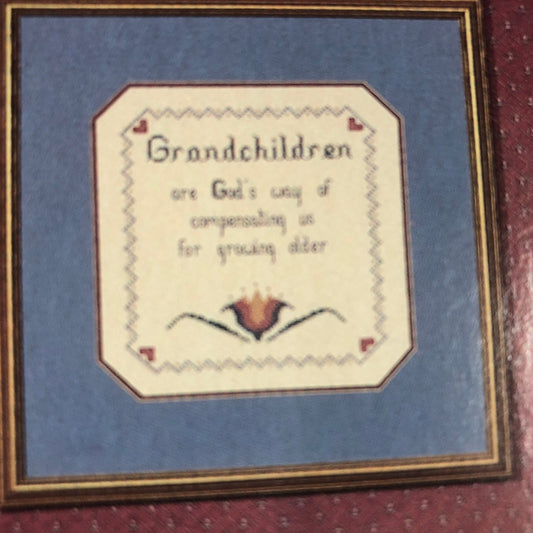 Grandchildren
are God's way of
compensating us
for growing older